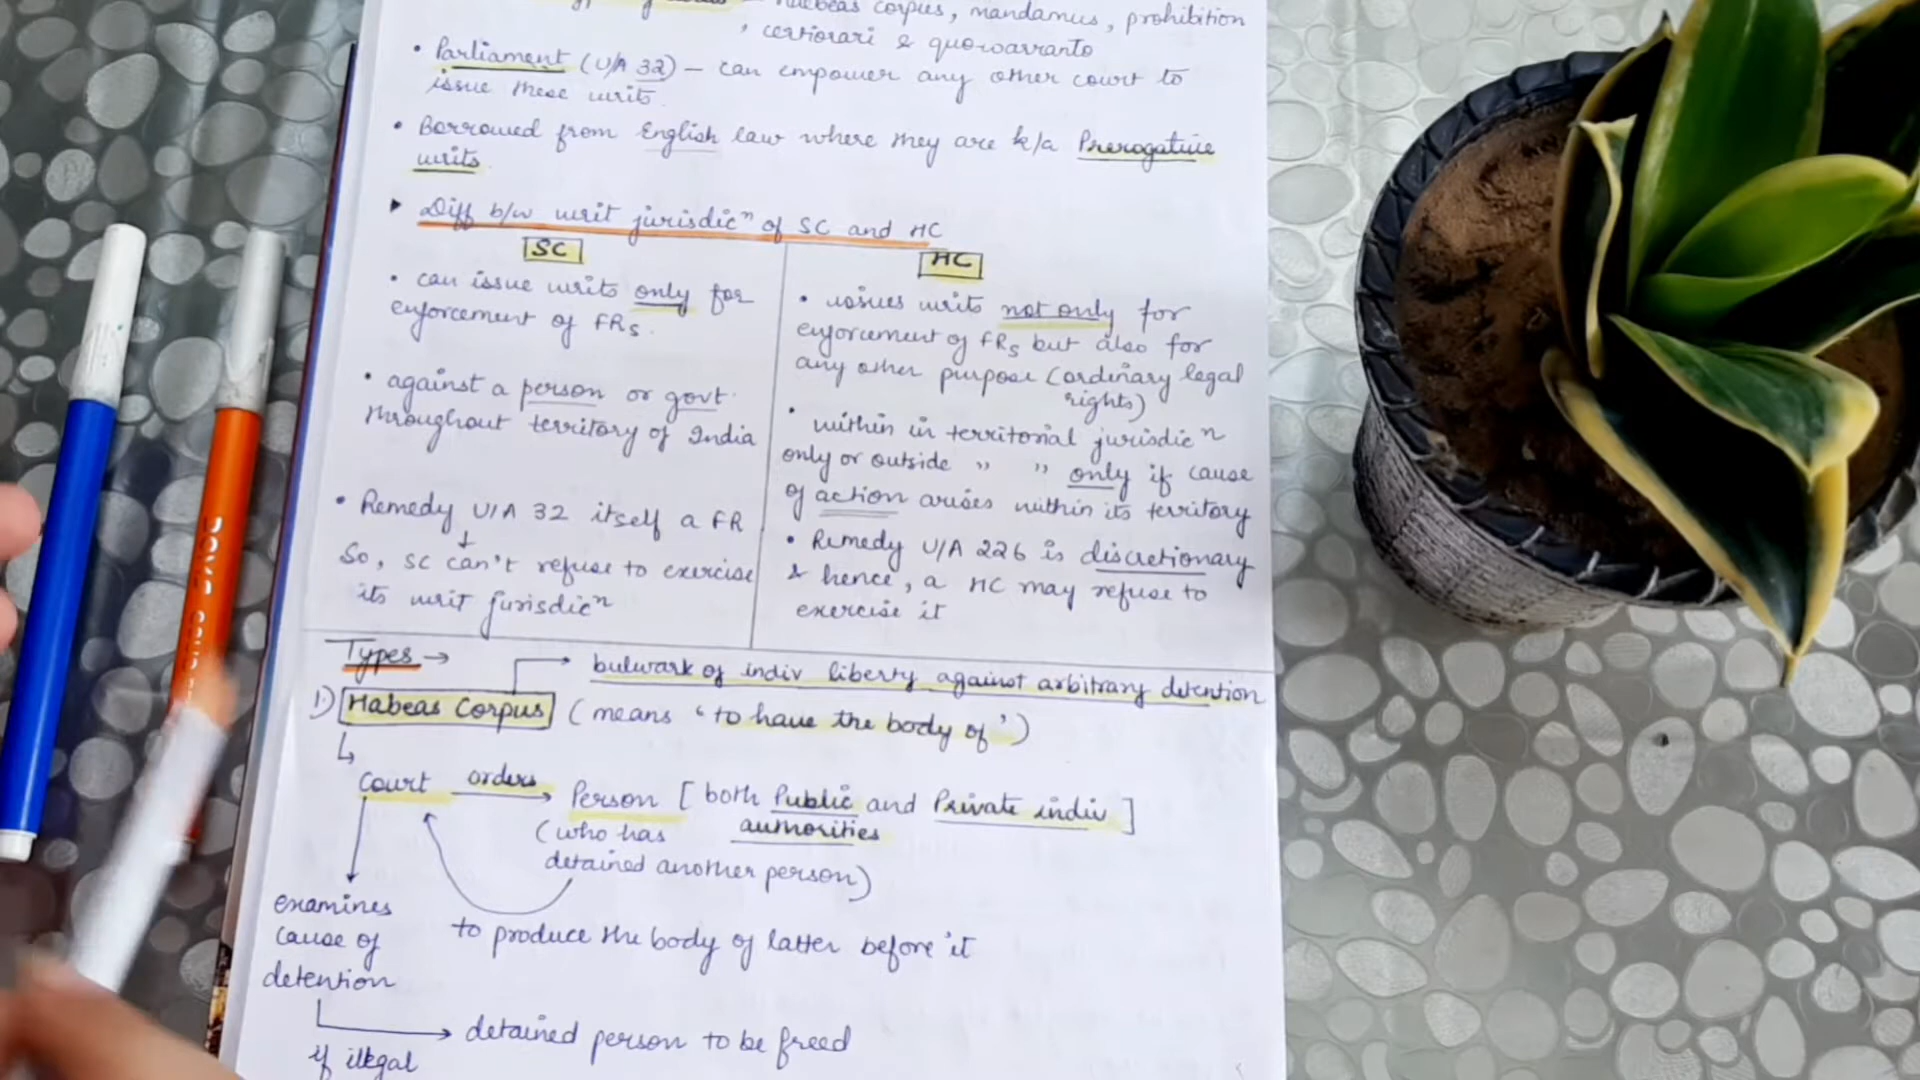 corpus, mandamus, prohibition
, certiorari & quowarranto
• Parliament (U/A 32) – can empower any other court to
issue these writs
• Borrowed from English law where they are k/a Prerogative
writs
Diff b/w writ jurisdicⁿ of SC and HC
SC
• can issue writs only for
enforcement of FRs.
• against a person or govt
throughout territory of India
• Remedy U/A 32 itself a FR
↓
So, SC can't refuse to exercise
its writ jurisdicⁿ
HC
• issues writs not only for
enforcement of FRs but also for
any other purpose (ordinary legal
rights)
• within in territorial jurisdicⁿ
only or outside " " only if cause
of action arises within its territory
• Remedy U/A 226 is discretionary
& hence, a HC may refuse to
exercise it
Types →
bulwark of indiv liberty against arbitrary detention
1) Habeas Corpus (means 'to have the body of')
Court orders → Person [both Public and Private indiv]
authorities
(who has
detained another person)
to produce the body of latter before it
examines
cause of
detention
→ detained person to be freed
if illegal